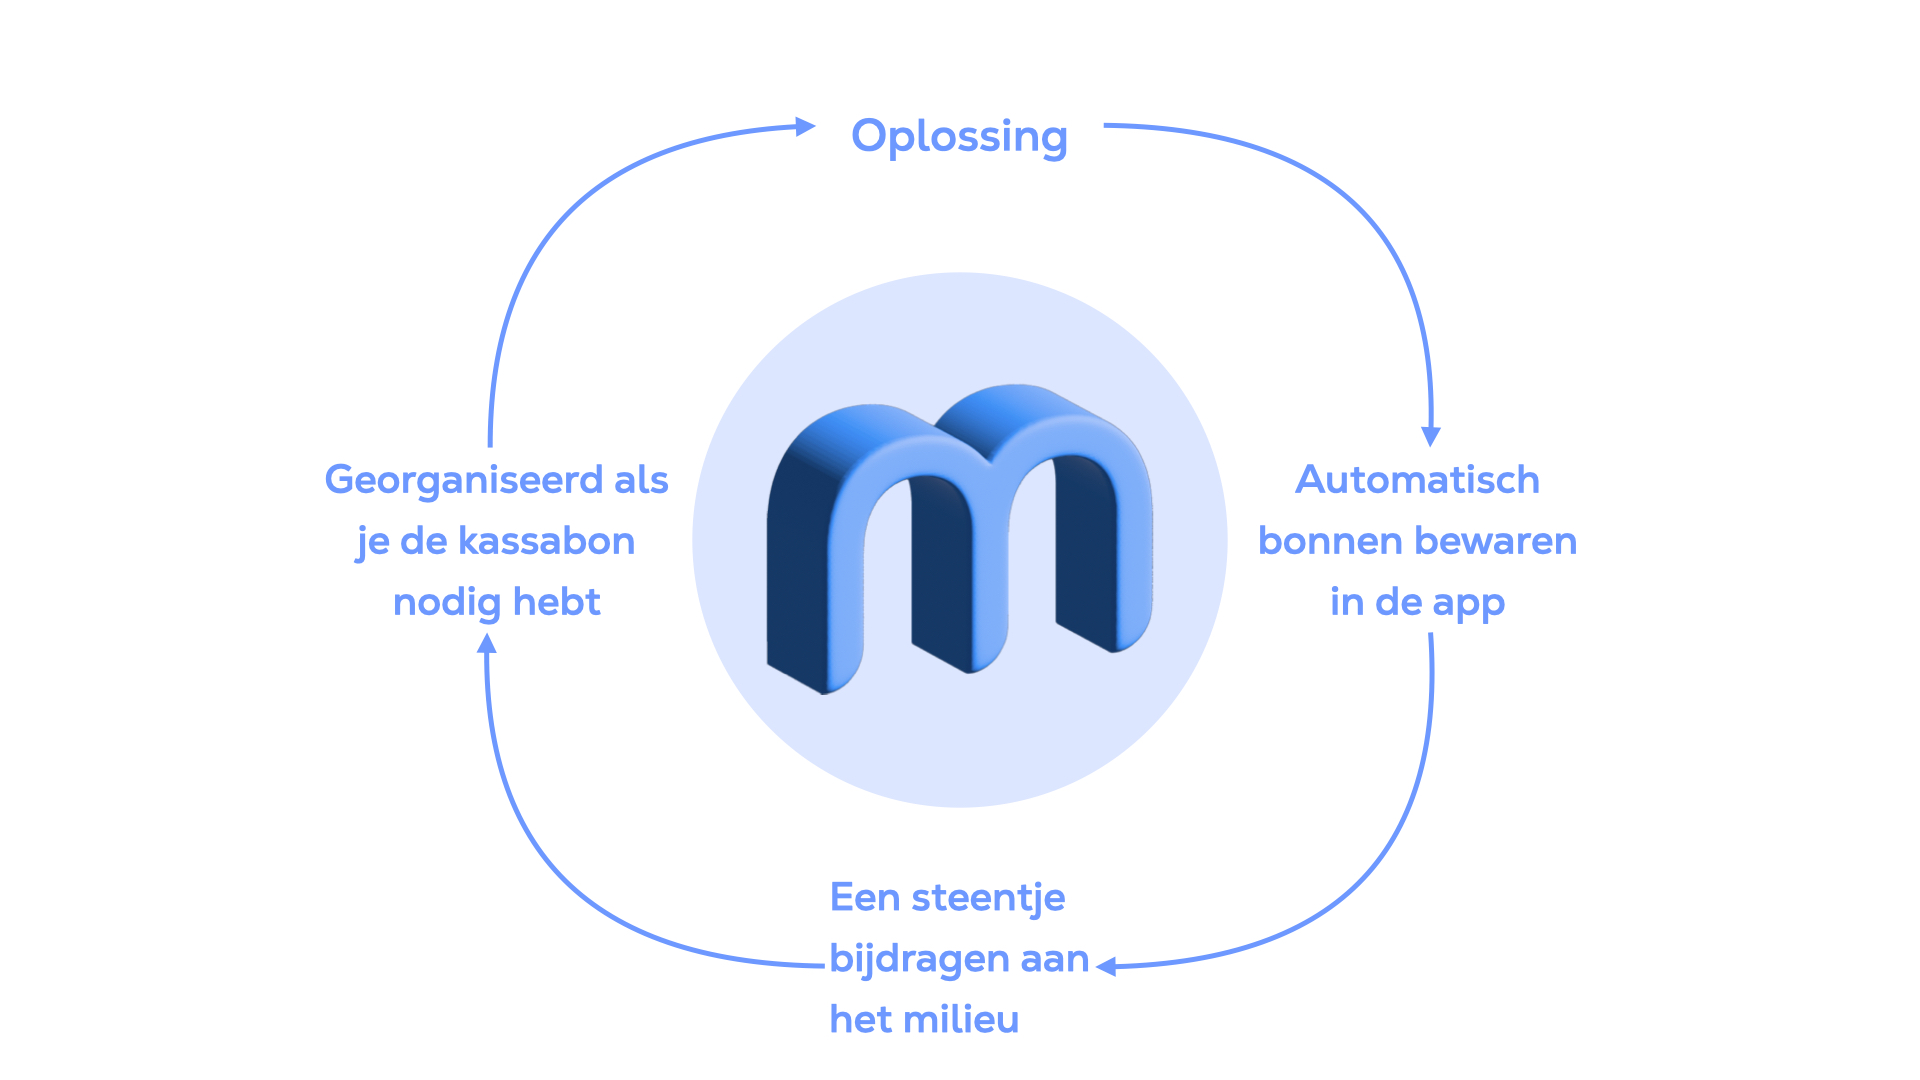 Oplossing
Automatisch
bonnen bewaren
in de app
Een steentje
bijdragen aan
het milieu
Georganiseerd als
je de kassabon
nodig hebt
m